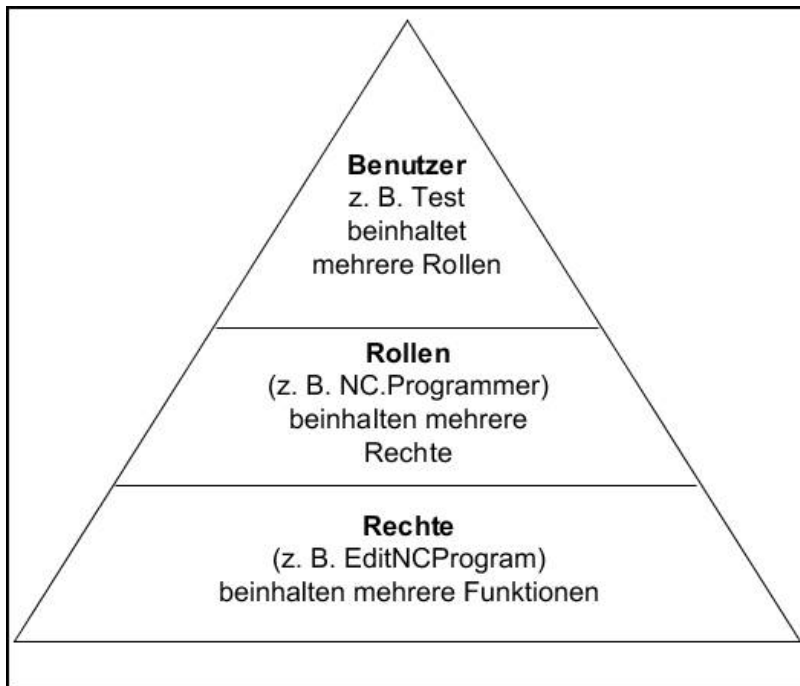 Benutzer
z. B. Test
beinhaltet
mehrere Rollen
Rollen
(z. B. NC.Programmer)
beinhalten mehrere
Rechte
Rechte
(z. B. EditNCProgram)
beinhalten mehrere Funktionen